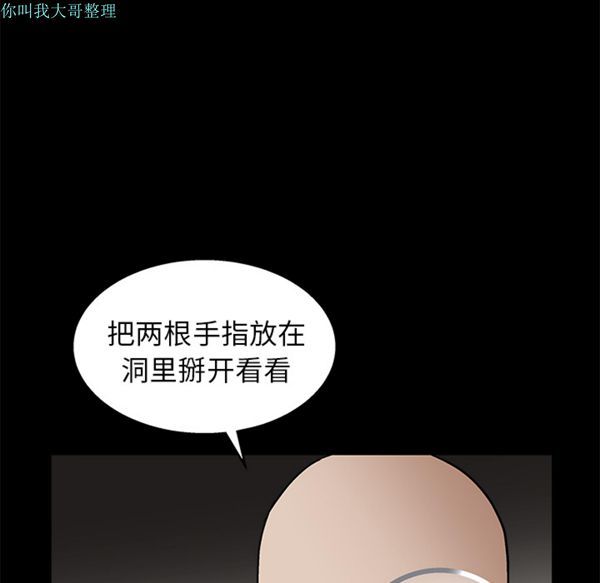 你叫我大哥整理
把两根手指放在
洞里掰开看看